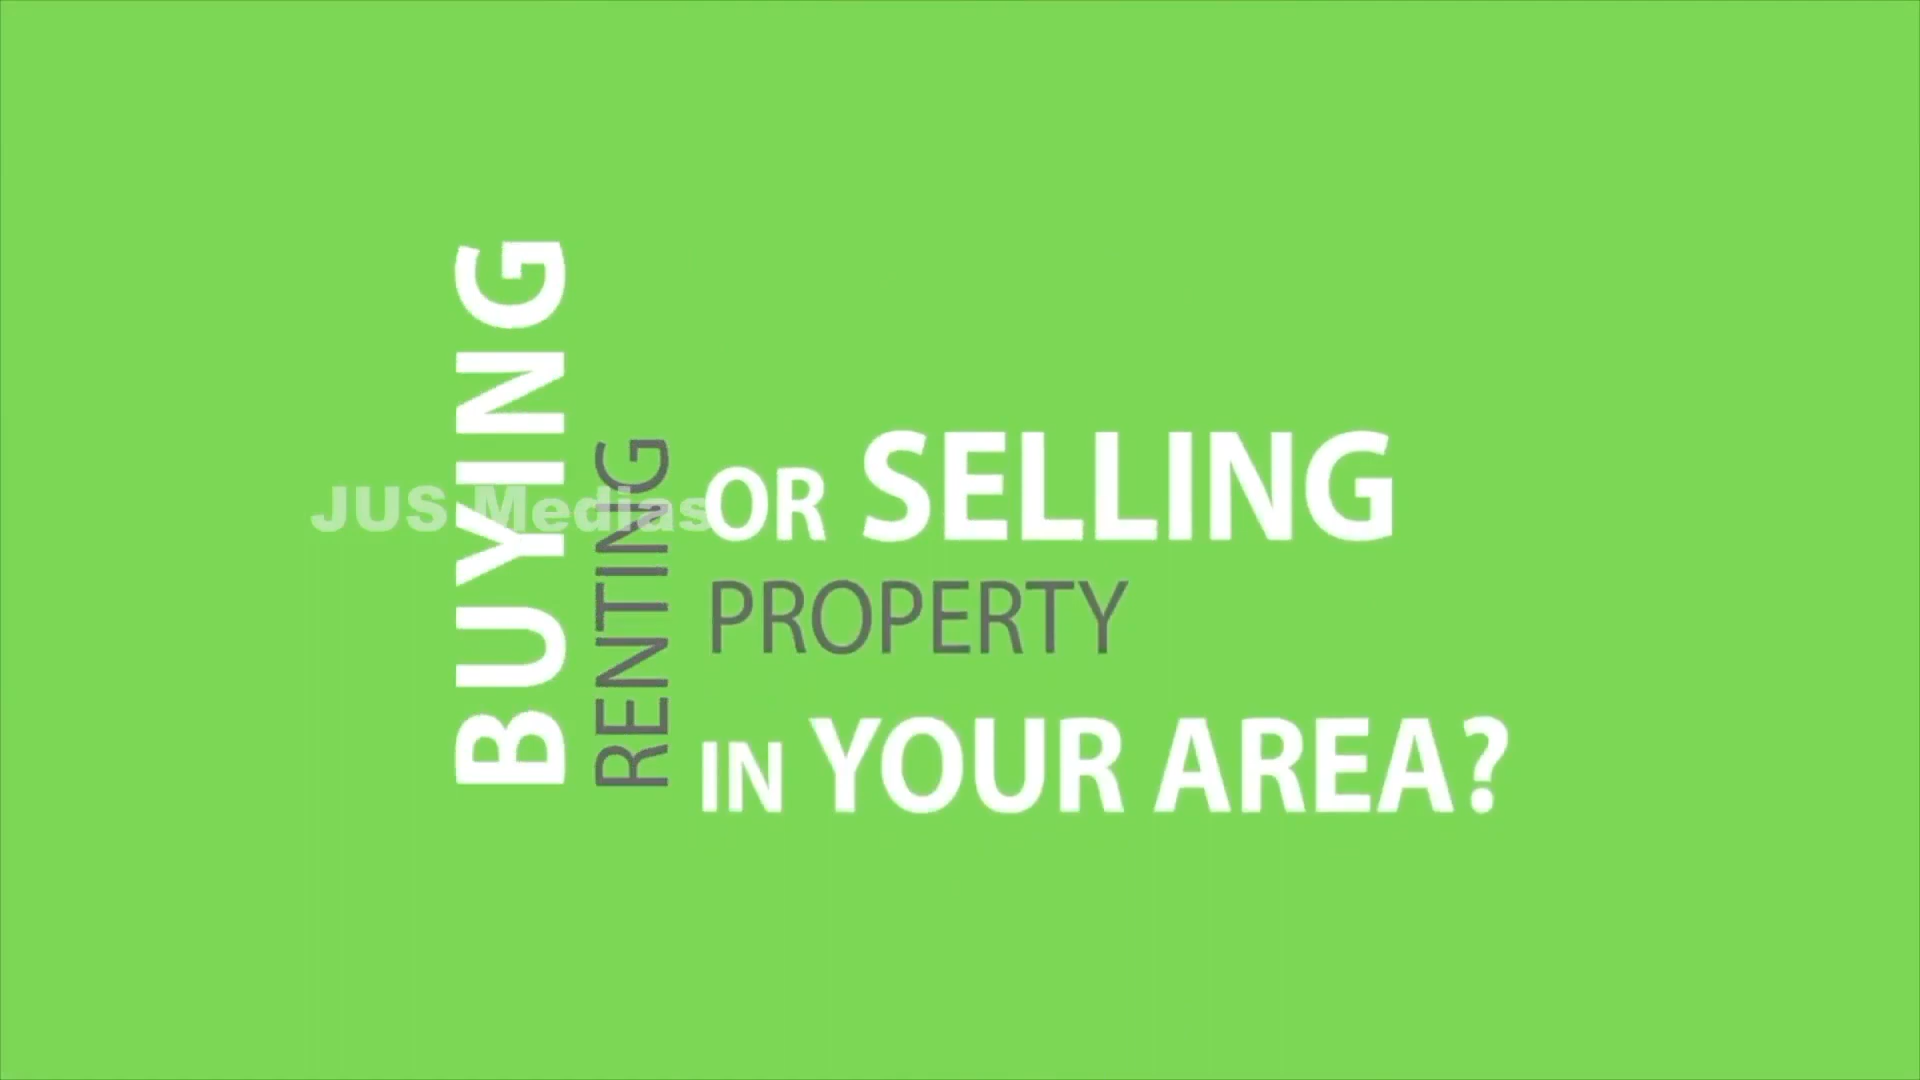 BUYING
RENTING
OR SELLING
PROPERTY
IN YOUR AREA?
JUS Medias